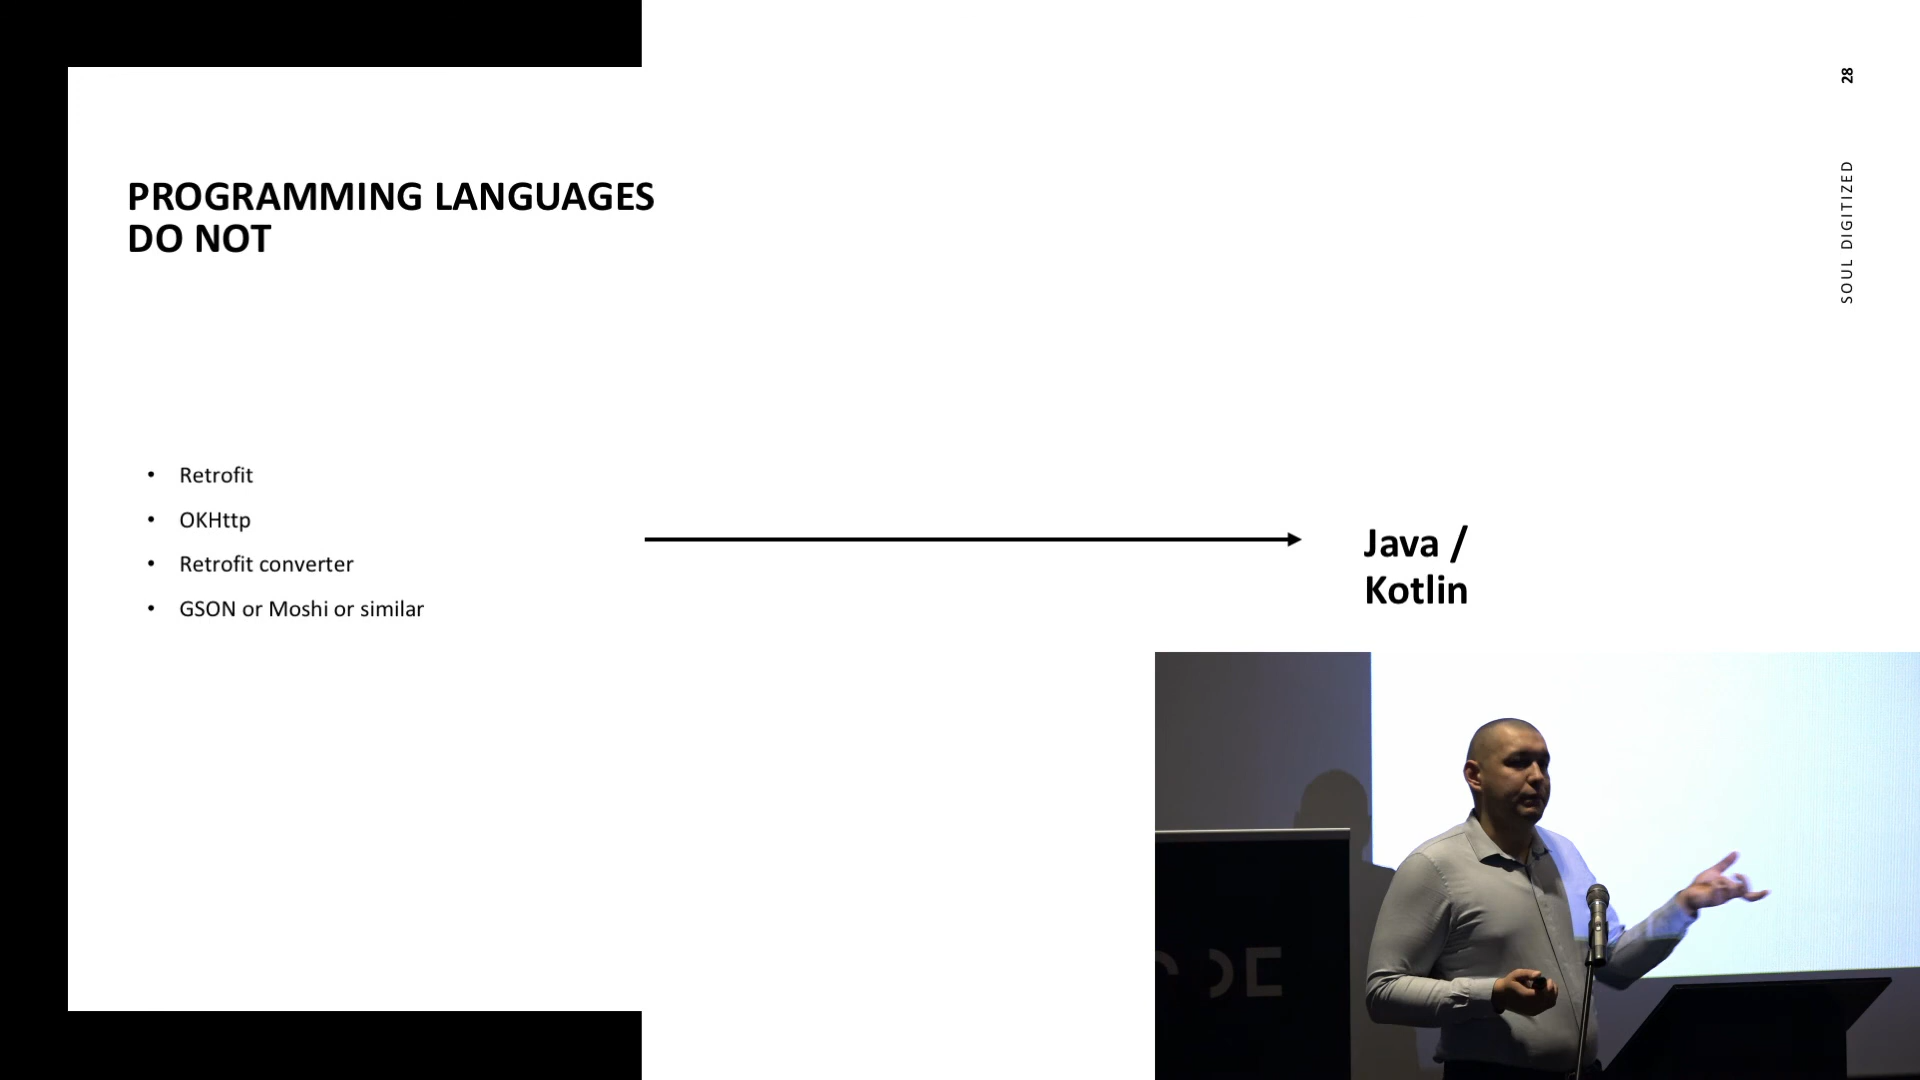 PROGRAMMING LANGUAGES
DO NOT
• Retrofit
• OKHttp
• Retrofit converter
• GSON or Moshi or similar
Java /
Kotlin
28
SOUL DIGITIZED